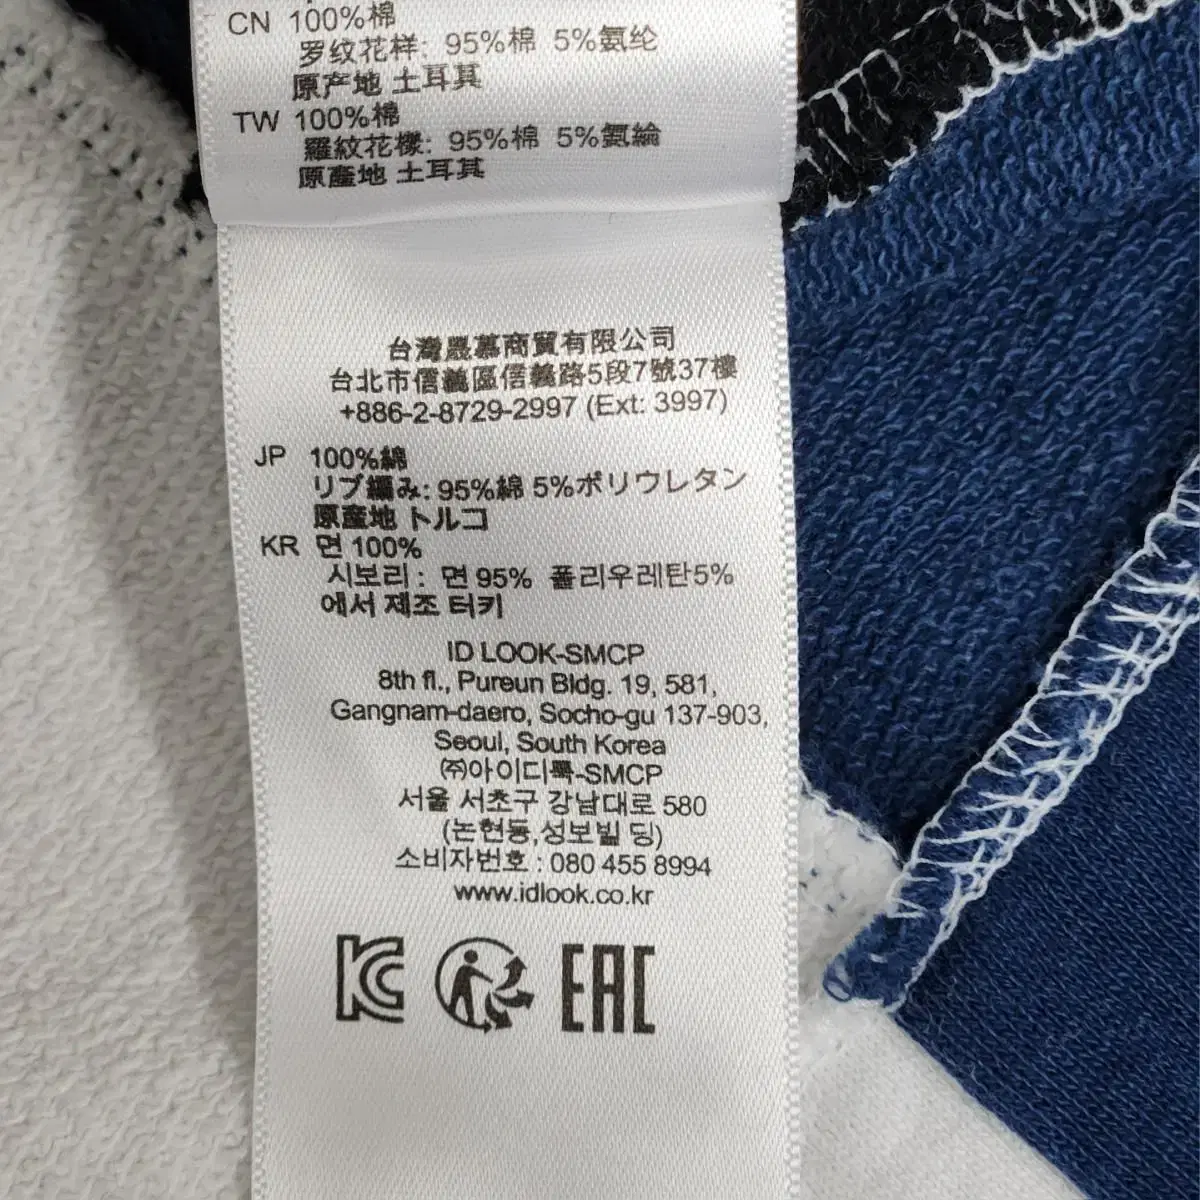 CN 100%棉
罗纹花样: 95%棉 5%氨纶
原产地 土耳其
TW 100%棉
羅紋花樣: 95%棉 5%氨綸
原產地 土耳其
台灣晟慕商貿有限公司
台北市信義區信義路5段7號37樓
+886-2-8729-2997 (Ext: 3997)
JP 100%綿
リブ編み: 95%綿 5%ポリウレタン
原産地 トルコ
KR 면 100%
시보리 : 면 95% 폴리우레탄5%
에서 제조 터키
ID LOOK-SMCP
8th fl., Pureun Bldg. 19, 581,
Gangnam-daero, Socho-gu 137-903,
Seoul, South Korea
㈜아이디룩-SMCP
서울 서초구 강남대로 580
(논현동,성보빌딩)
소비자번호 : 080 455 8994
www.idlook.co.kr
KC EAC